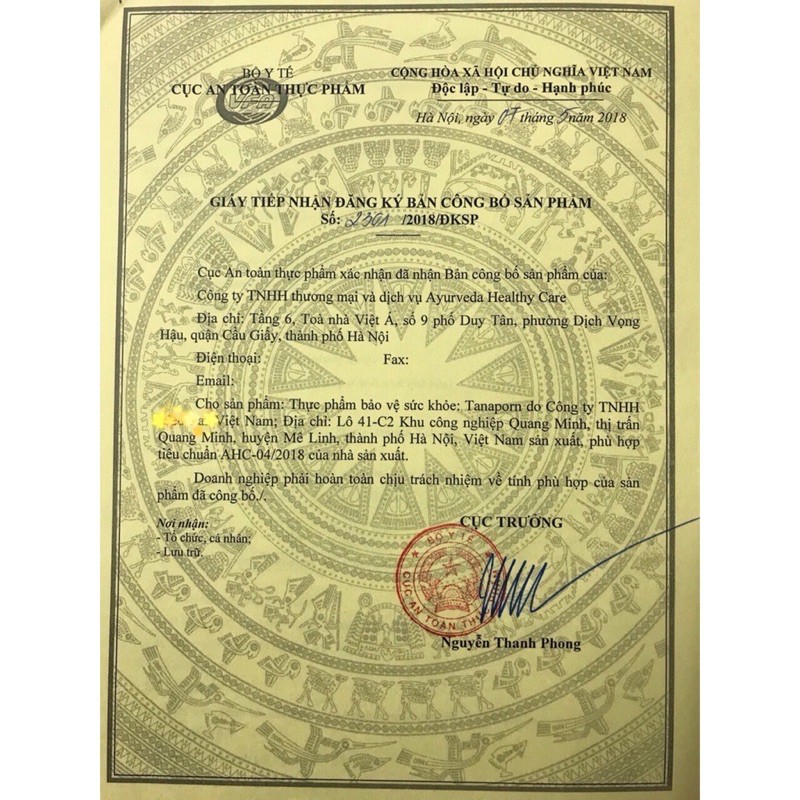 BỘ Y TẾ
CỤC AN TOÀN THỰC PHẨM
VFA
CỘNG HÒA XÃ HỘI CHỦ NGHĨA VIỆT NAM
Độc lập - Tự do - Hạnh phúc
Hà Nội, ngày 07 tháng 5 năm 2018
GIẤY TIẾP NHẬN ĐĂNG KÝ BẢN CÔNG BỐ SẢN PHẨM
Số: 2301 /2018/ĐKSP
Cục An toàn thực phẩm xác nhận đã nhận Bản công bố sản phẩm của:
Công ty TNHH thương mại và dịch vụ Ayurveda Healthy Care
Địa chỉ: Tầng 6, Toà nhà Việt Á, số 9 phố Duy Tân, phường Dịch Vọng
Hậu, quận Cầu Giấy, thành phố Hà Nội
Điện thoại: Fax:
Email:
Cho sản phẩm: Thực phẩm bảo vệ sức khỏe: Tanaporn do Công ty TNHH
Việt Nam; Địa chỉ: Lô 41-C2 Khu công nghiệp Quang Minh, thị trấn
Quang Minh, huyện Mê Linh, thành phố Hà Nội, Việt Nam sản xuất, phù hợp
tiêu chuẩn AHC-04/2018 của nhà sản xuất.
Doanh nghiệp phải hoàn toàn chịu trách nhiệm về tính phù hợp của sản
phẩm đã công bố./.
Nơi nhận:
- Tổ chức, cá nhân;
- Lưu trữ.
CỤC TRƯỞNG
BỘ Y TẾ
CỤC AN TOÀN THỰC
Nguyễn Thanh Phong